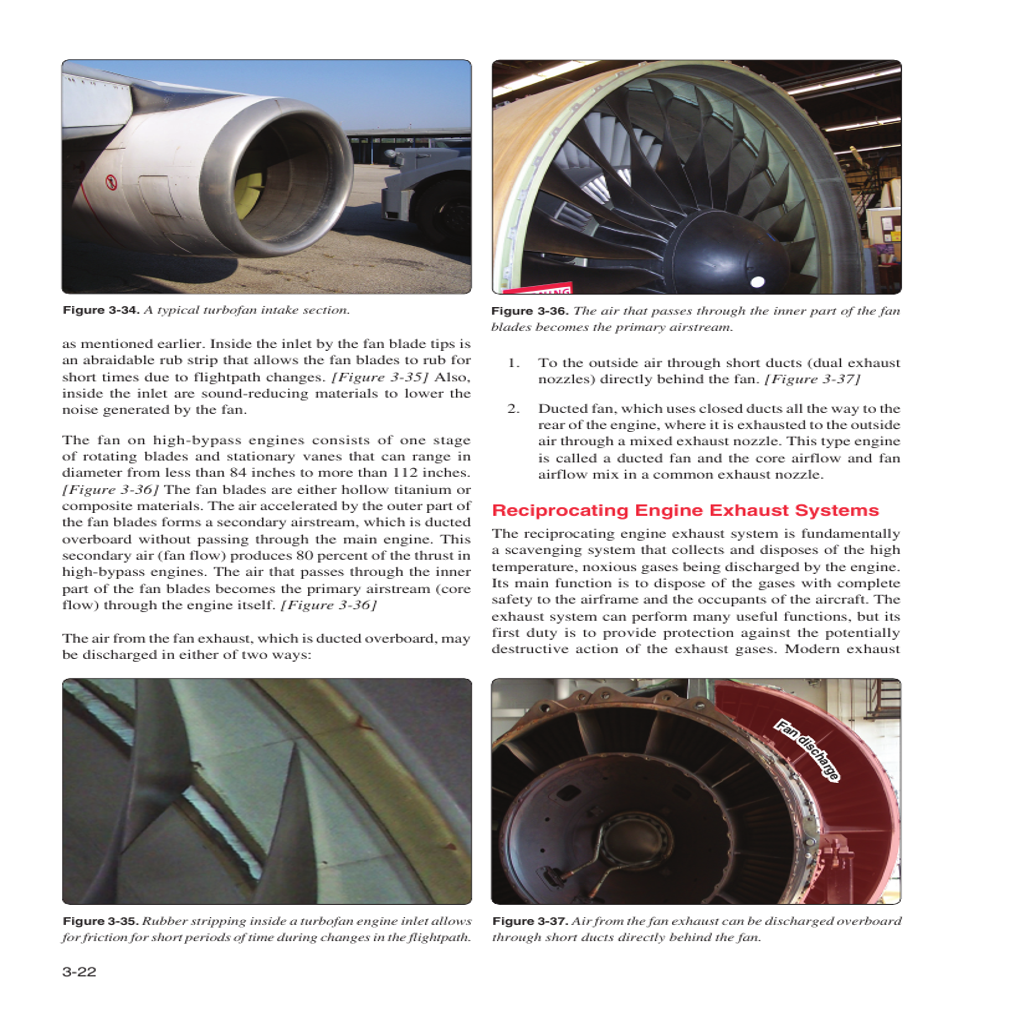 Figure 3-34. A typical turbofan intake section.
as mentioned earlier. Inside the inlet by the fan blade tips is
an abraidable rub strip that allows the fan blades to rub for
short times due to flightpath changes. [Figure 3-35] Also,
inside the inlet are sound-reducing materials to lower the
noise generated by the fan.
The fan on high-bypass engines consists of one stage
of rotating blades and stationary vanes that can range in
diameter from less than 84 inches to more than 112 inches.
[Figure 3-36] The fan blades are either hollow titanium or
composite materials. The air accelerated by the outer part of
the fan blades forms a secondary airstream, which is ducted
overboard without passing through the main engine. This
secondary air (fan flow) produces 80 percent of the thrust in
high-bypass engines. The air that passes through the inner
part of the fan blades becomes the primary airstream (core
flow) through the engine itself. [Figure 3-36]
The air from the fan exhaust, which is ducted overboard, may
be discharged in either of two ways:
Figure 3-35. Rubber stripping inside a turbofan engine inlet allows
for friction for short periods of time during changes in the flightpath.
Figure 3-36. The air that passes through the inner part of the fan
blades becomes the primary airstream.
1. To the outside air through short ducts (dual exhaust
nozzles) directly behind the fan. [Figure 3-37]
2. Ducted fan, which uses closed ducts all the way to the
rear of the engine, where it is exhausted to the outside
air through a mixed exhaust nozzle. This type engine
is called a ducted fan and the core airflow and fan
airflow mix in a common exhaust nozzle.
Reciprocating Engine Exhaust Systems
The reciprocating engine exhaust system is fundamentally
a scavenging system that collects and disposes of the high
temperature, noxious gases being discharged by the engine.
Its main function is to dispose of the gases with complete
safety to the airframe and the occupants of the aircraft. The
exhaust system can perform many useful functions, but its
first duty is to provide protection against the potentially
destructive action of the exhaust gases. Modern exhaust
Fan discharge
Figure 3-37. Air from the fan exhaust can be discharged overboard
through short ducts directly behind the fan.
3-22